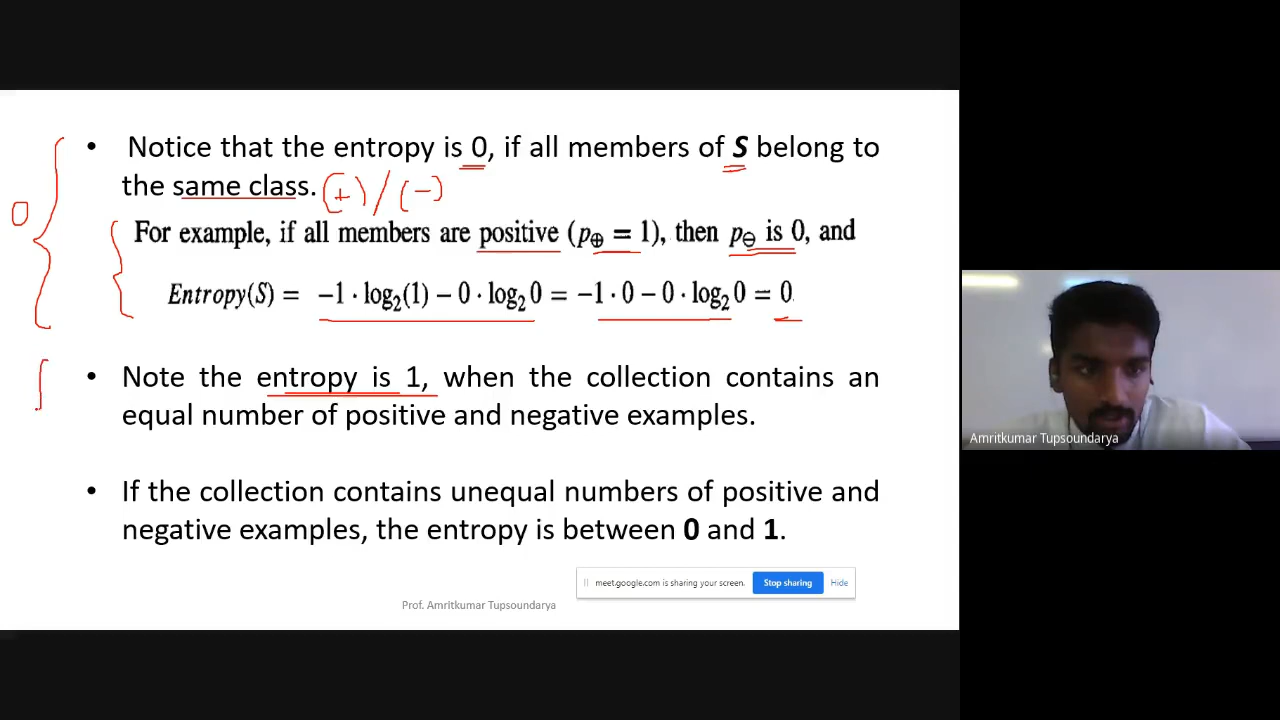 • Notice that the entropy is 0, if all members of S belong to
the same class. (+)/(−)
0
For example, if all members are positive (p⊕ = 1), then p⊖ is 0, and
Entropy(S) = −1 · log₂(1) − 0 · log₂ 0 = −1 · 0 − 0 · log₂ 0 = 0.
• Note the entropy is 1, when the collection contains an
equal number of positive and negative examples.
• If the collection contains unequal numbers of positive and
negative examples, the entropy is between 0 and 1.
meet.google.com is sharing your screen. Stop sharing Hide
Prof. Amritkumar Tupsoundarya
Amritkumar Tupsoundarya